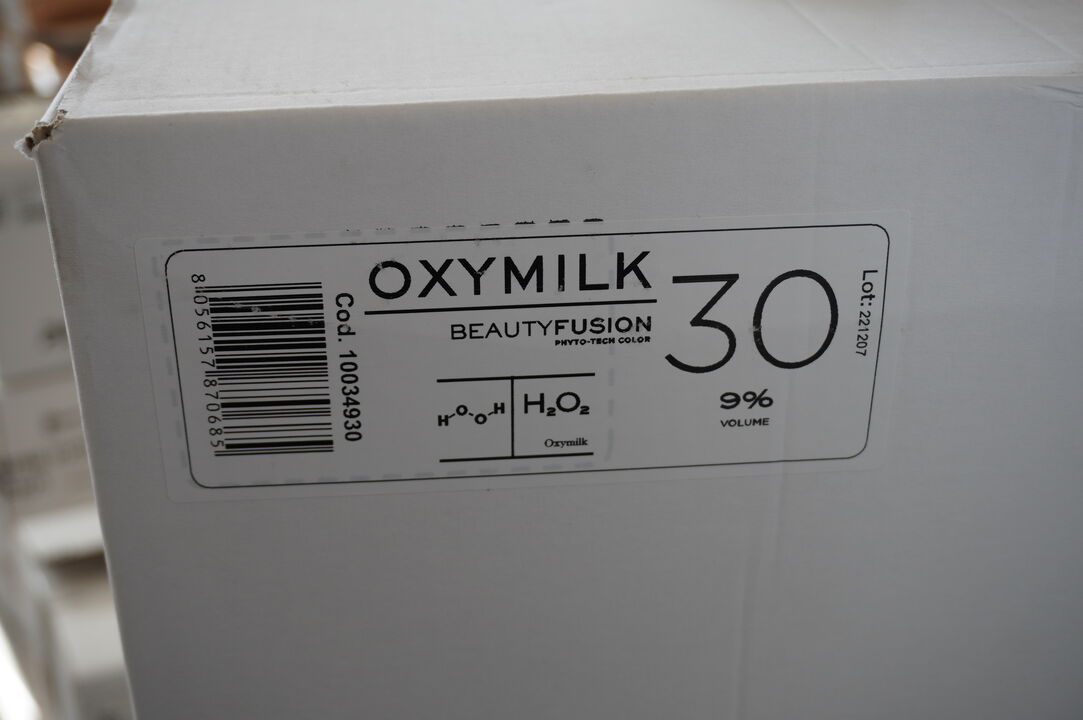 8056157870685
Cod. 10034930
OXYMILK
BEAUTYFUSION
PHYTO-TECH COLOR
H O O H
H₂O₂
Oxymilk
30
9%
VOLUME
Lot: 221207